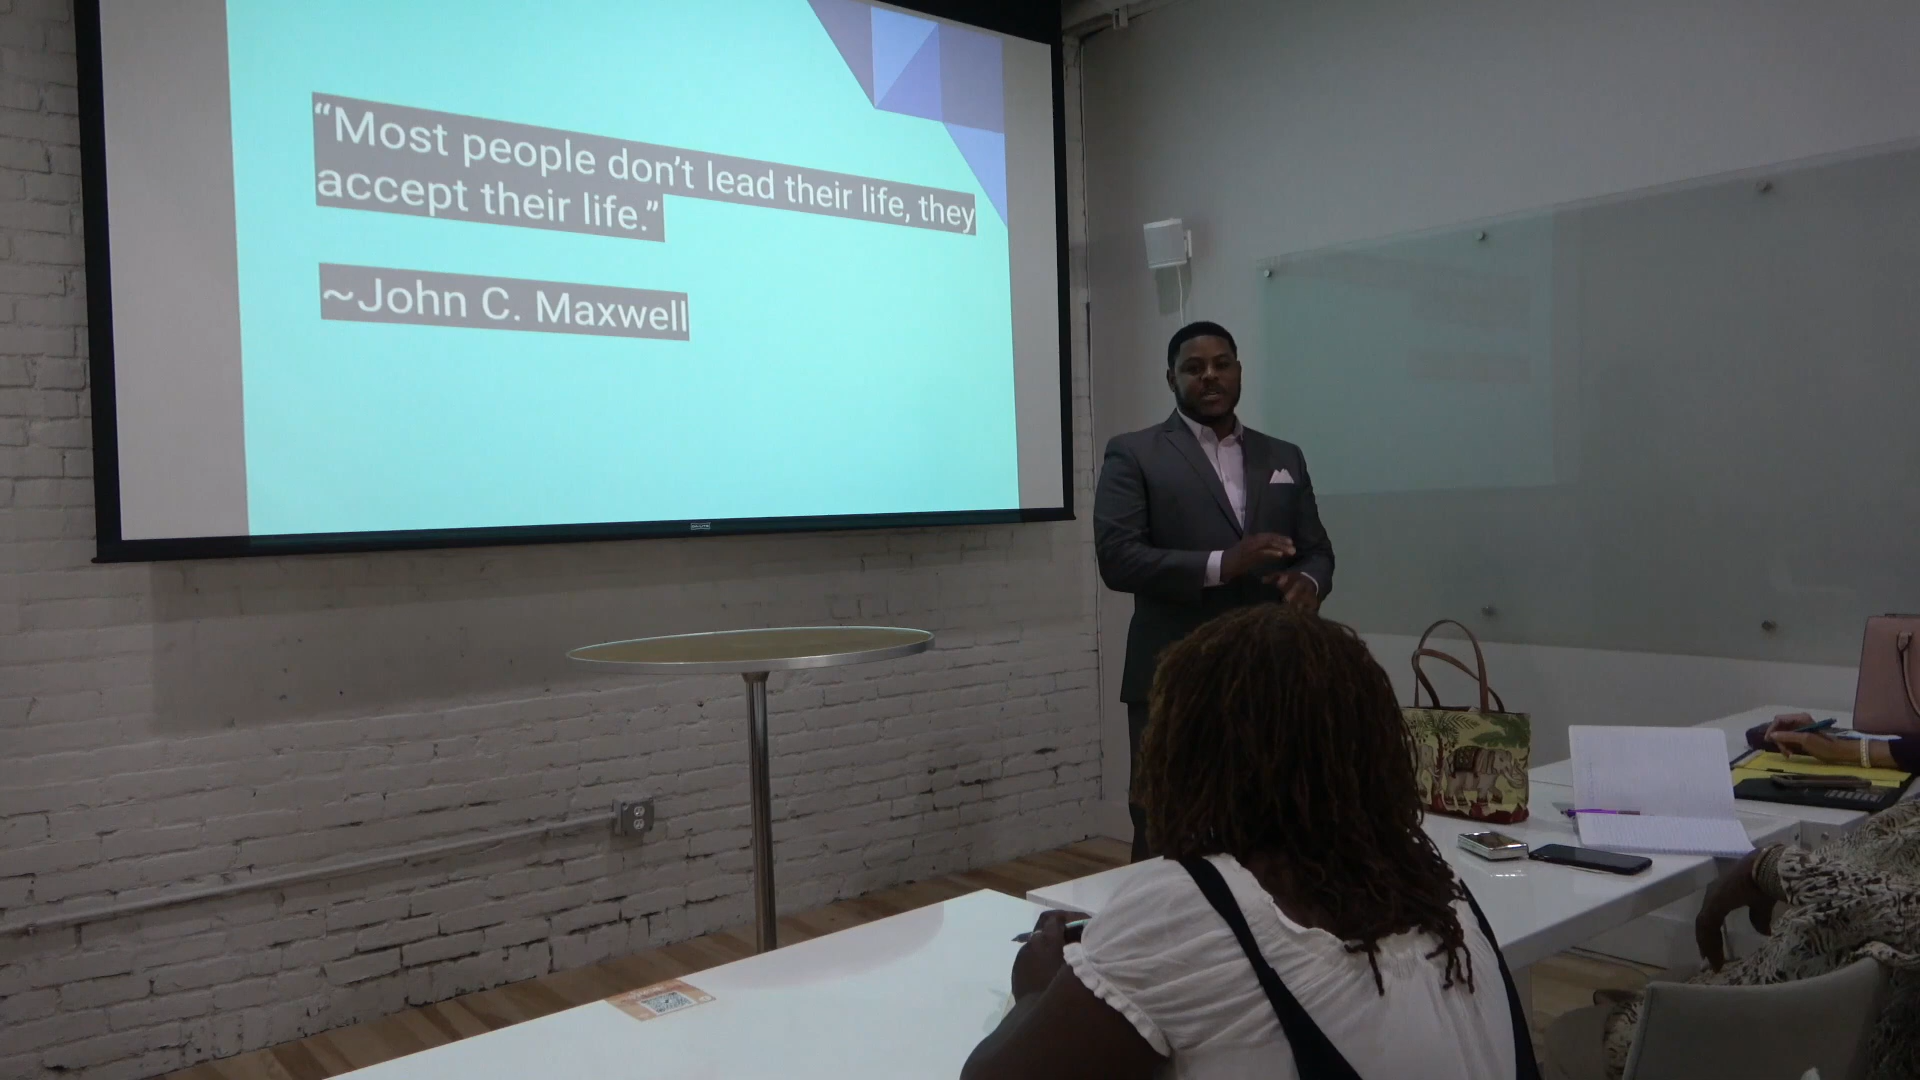 “Most people don’t lead their life, they
accept their life.”
~John C. Maxwell